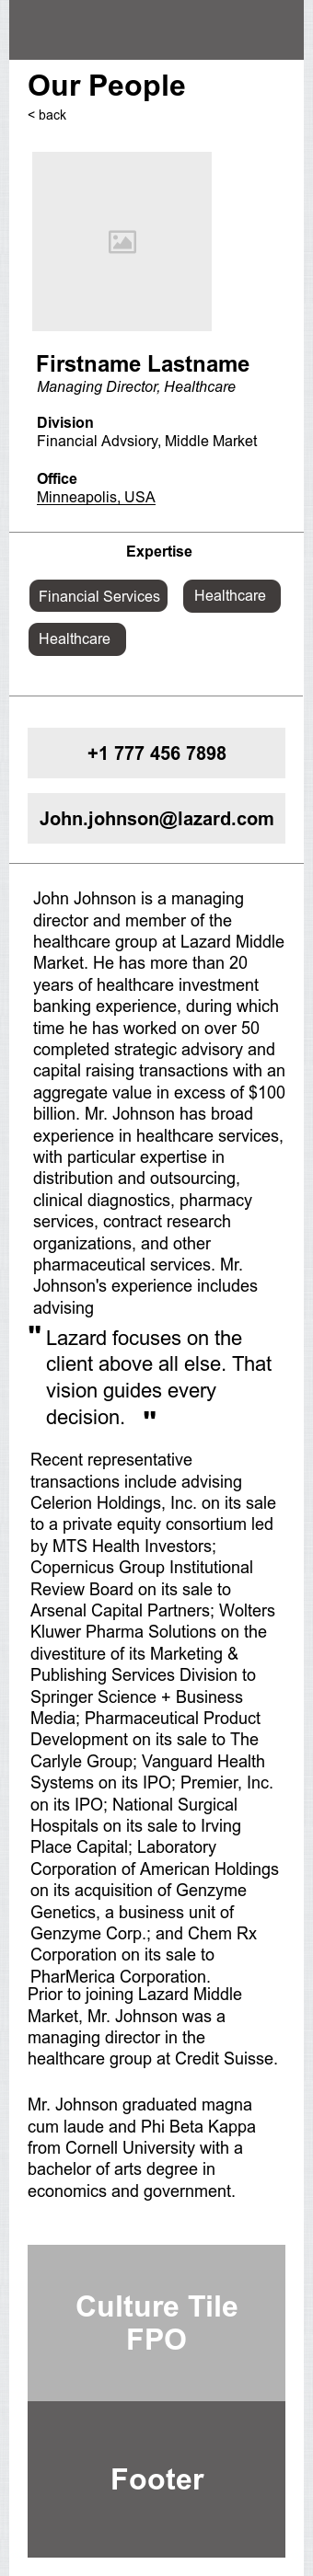 Our People
< back
Firstname Lastname
Managing Director, Healthcare
Division
Financial Advsiory, Middle Market
Office
Minneapolis, USA
Expertise
Financial Services
Healthcare
Healthcare
+1 777 456 7898
John.johnson@lazard.com
John Johnson is a managing
director and member of the
healthcare group at Lazard Middle
Market. He has more than 20
years of healthcare investment
banking experience, during which
time he has worked on over 50
completed strategic advisory and
capital raising transactions with an
aggregate value in excess of $100
billion. Mr. Johnson has broad
experience in healthcare services,
with particular expertise in
distribution and outsourcing,
clinical diagnostics, pharmacy
services, contract research
organizations, and other
pharmaceutical services. Mr.
Johnson's experience includes
advising
" Lazard focuses on the
client above all else. That
vision guides every
decision. "
Recent representative
transactions include advising
Celerion Holdings, Inc. on its sale
to a private equity consortium led
by MTS Health Investors;
Copernicus Group Institutional
Review Board on its sale to
Arsenal Capital Partners; Wolters
Kluwer Pharma Solutions on the
divestiture of its Marketing &
Publishing Services Division to
Springer Science + Business
Media; Pharmaceutical Product
Development on its sale to The
Carlyle Group; Vanguard Health
Systems on its IPO; Premier, Inc.
on its IPO; National Surgical
Hospitals on its sale to Irving
Place Capital; Laboratory
Corporation of American Holdings
on its acquisition of Genzyme
Genetics, a business unit of
Genzyme Corp.; and Chem Rx
Corporation on its sale to
PharMerica Corporation.
Prior to joining Lazard Middle
Market, Mr. Johnson was a
managing director in the
healthcare group at Credit Suisse.
Mr. Johnson graduated magna
cum laude and Phi Beta Kappa
from Cornell University with a
bachelor of arts degree in
economics and government.
Culture Tile
FPO
Footer